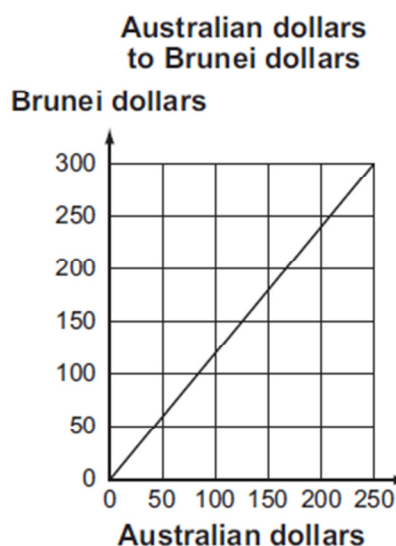 Australian dollars
to Brunei dollars
Brunei dollars
300
250
200
150
100
50
0
0 50 100 150 200 250
Australian dollars